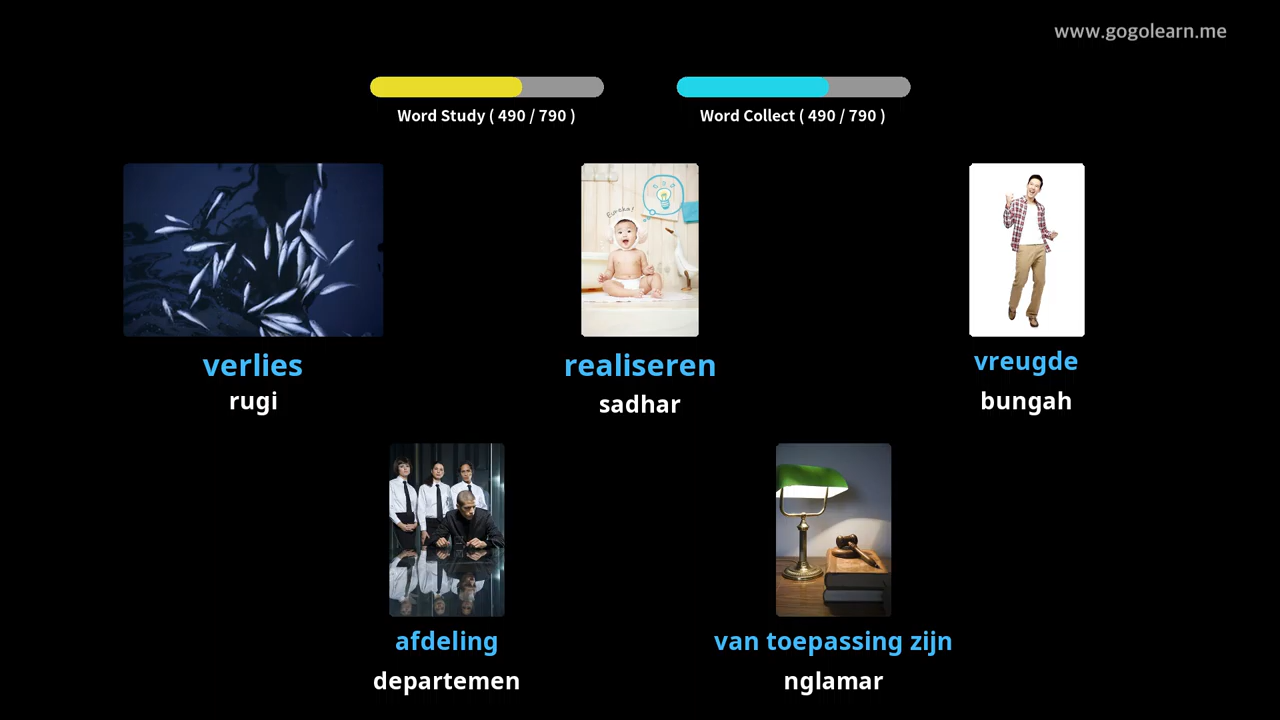 www.gogolearn.me
Word Study ( 490 / 790 )
Word Collect ( 490 / 790 )
Eureka!
verlies
rugi
realiseren
sadhar
vreugde
bungah
afdeling
departemen
van toepassing zijn
nglamar